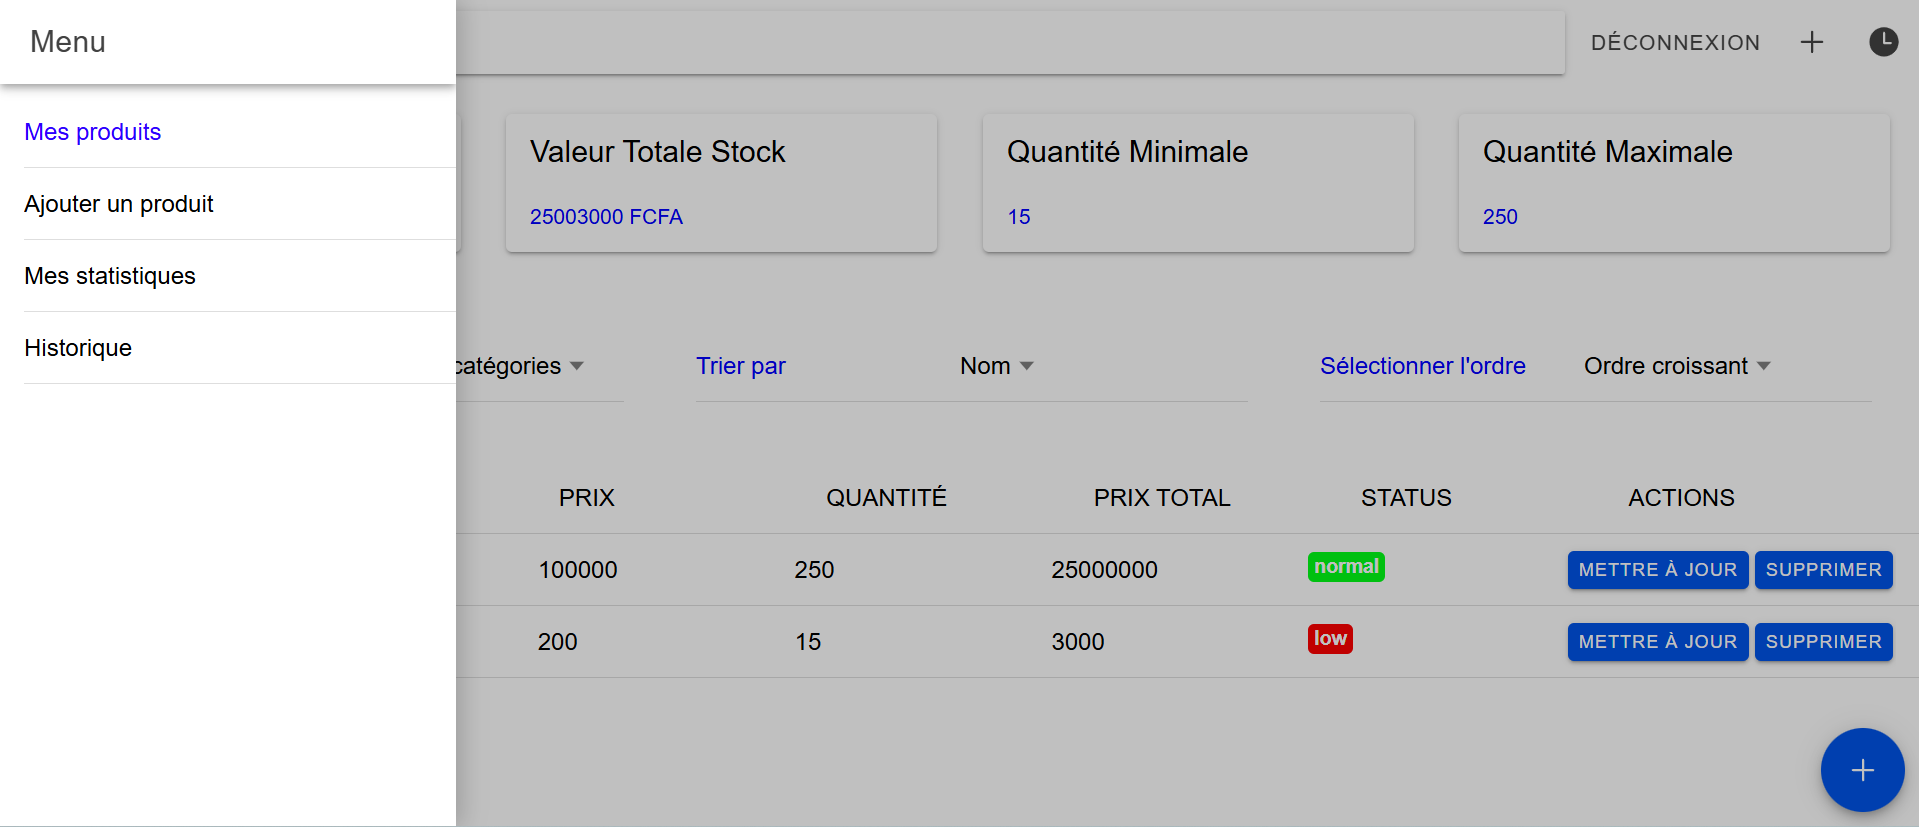 Menu
DÉCONNEXION
Mes produits
Ajouter un produit
Mes statistiques
Historique
Valeur Totale Stock
25003000 FCFA
Quantité Minimale
15
Quantité Maximale
250
catégories
Trier par
Nom
Sélectionner l'ordre
Ordre croissant
PRIX QUANTITÉ PRIX TOTAL STATUS ACTIONS
100000 250 25000000 normal METTRE À JOUR SUPPRIMER
200 15 3000 low METTRE À JOUR SUPPRIMER